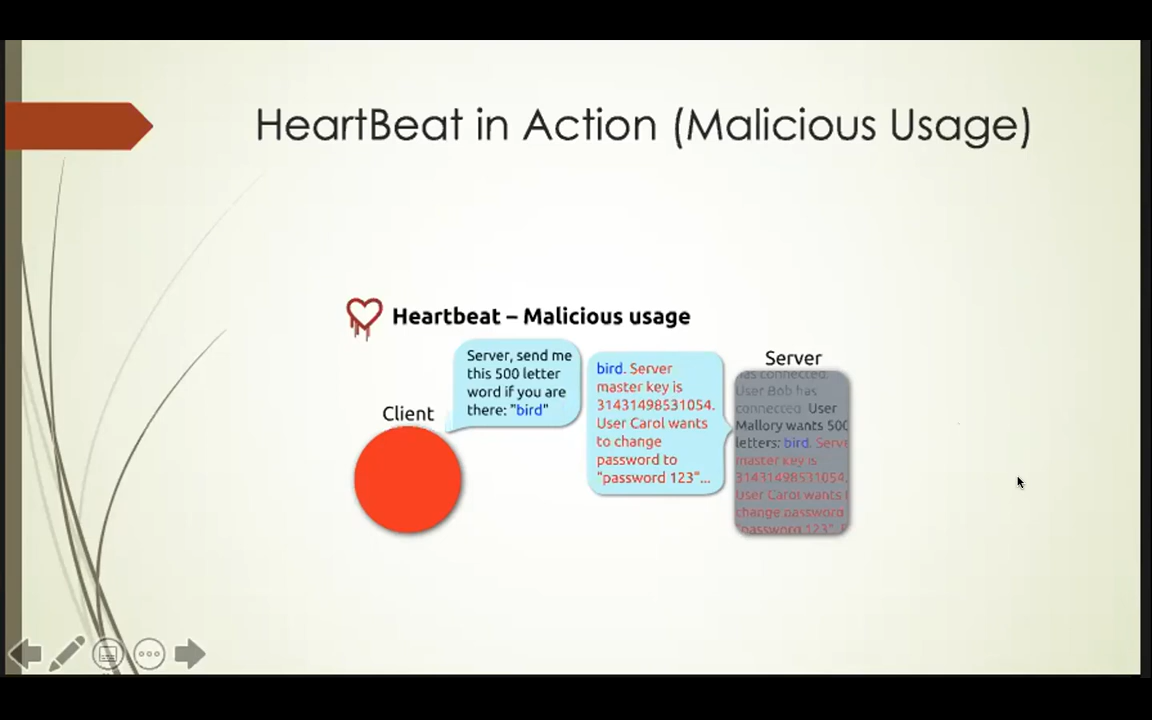 HeartBeat in Action (Malicious Usage)
Heartbeat – Malicious usage
Server, send me
this 500 letter
word if you are
there: "bird"
Client
bird. Server
master key is
31431498531054.
User Carol wants
to change
password to
"password 123"...
Server
has connected.
User Bob has
connected. User
Mallory wants 500
letters: bird. Serve
master key is
31431498531054.
User Carol wants t
change password
"password 123".